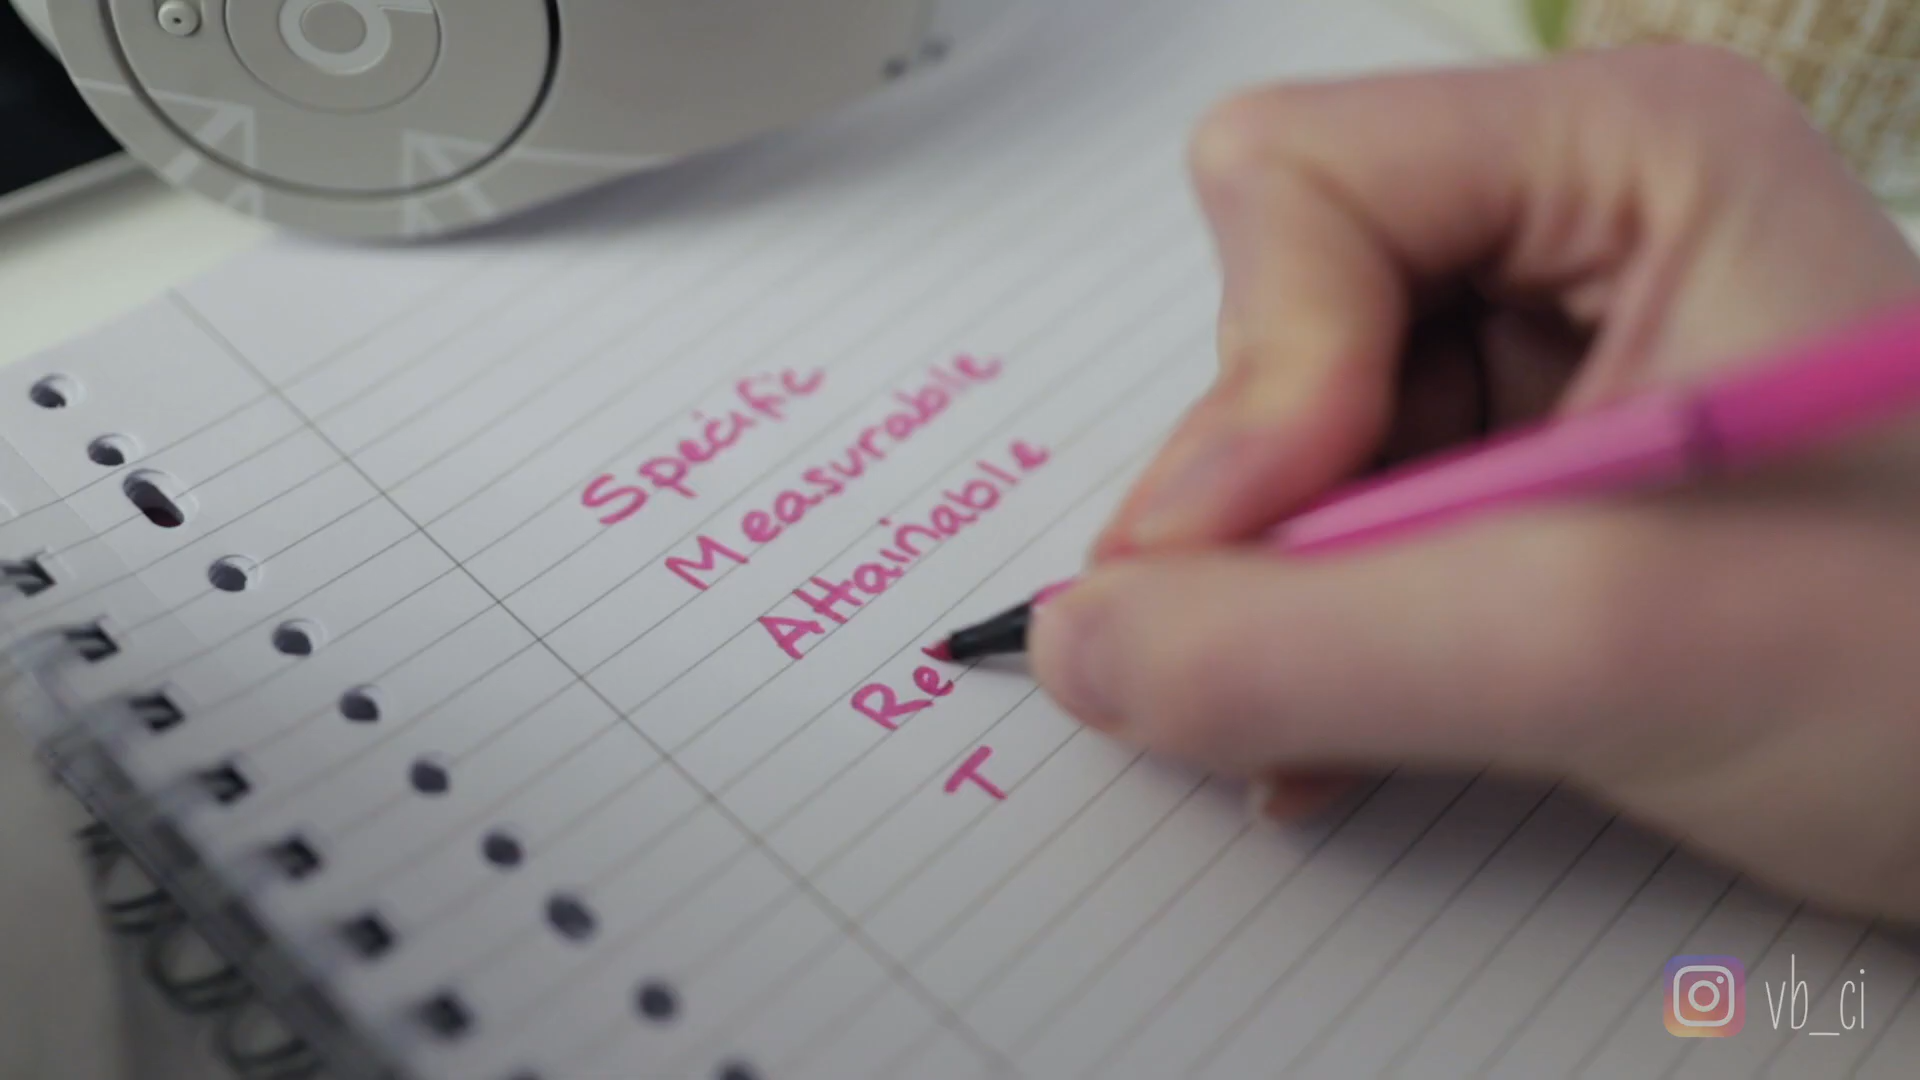 Specific
Measurable
Attainable
Re
T
vb_ci